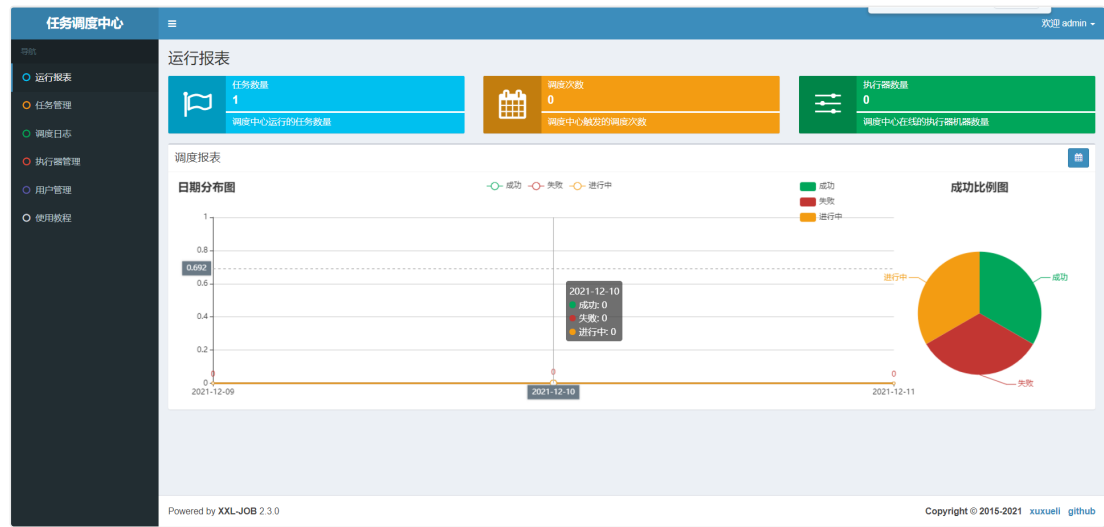 任务调度中心
欢迎 admin
导航
运行报表
任务管理
调度日志
执行器管理
用户管理
使用教程
运行报表
任务数量
1
调度中心运行的任务数量
调度次数
0
调度中心触发的调度次数
执行器数量
0
调度中心在线的执行器机器数量
调度报表
日期分布图
成功 失败 进行中
成功
失败
进行中
成功比例图
1
0.8
0.692
0.6
0.4
0.2
0
0
0
0
2021-12-09
2021-12-10
2021-12-11
2021-12-10
成功: 0
失败: 0
进行中: 0
进行中
成功
失败
Powered by XXL-JOB 2.3.0
Copyright © 2015-2021 xuxueli github